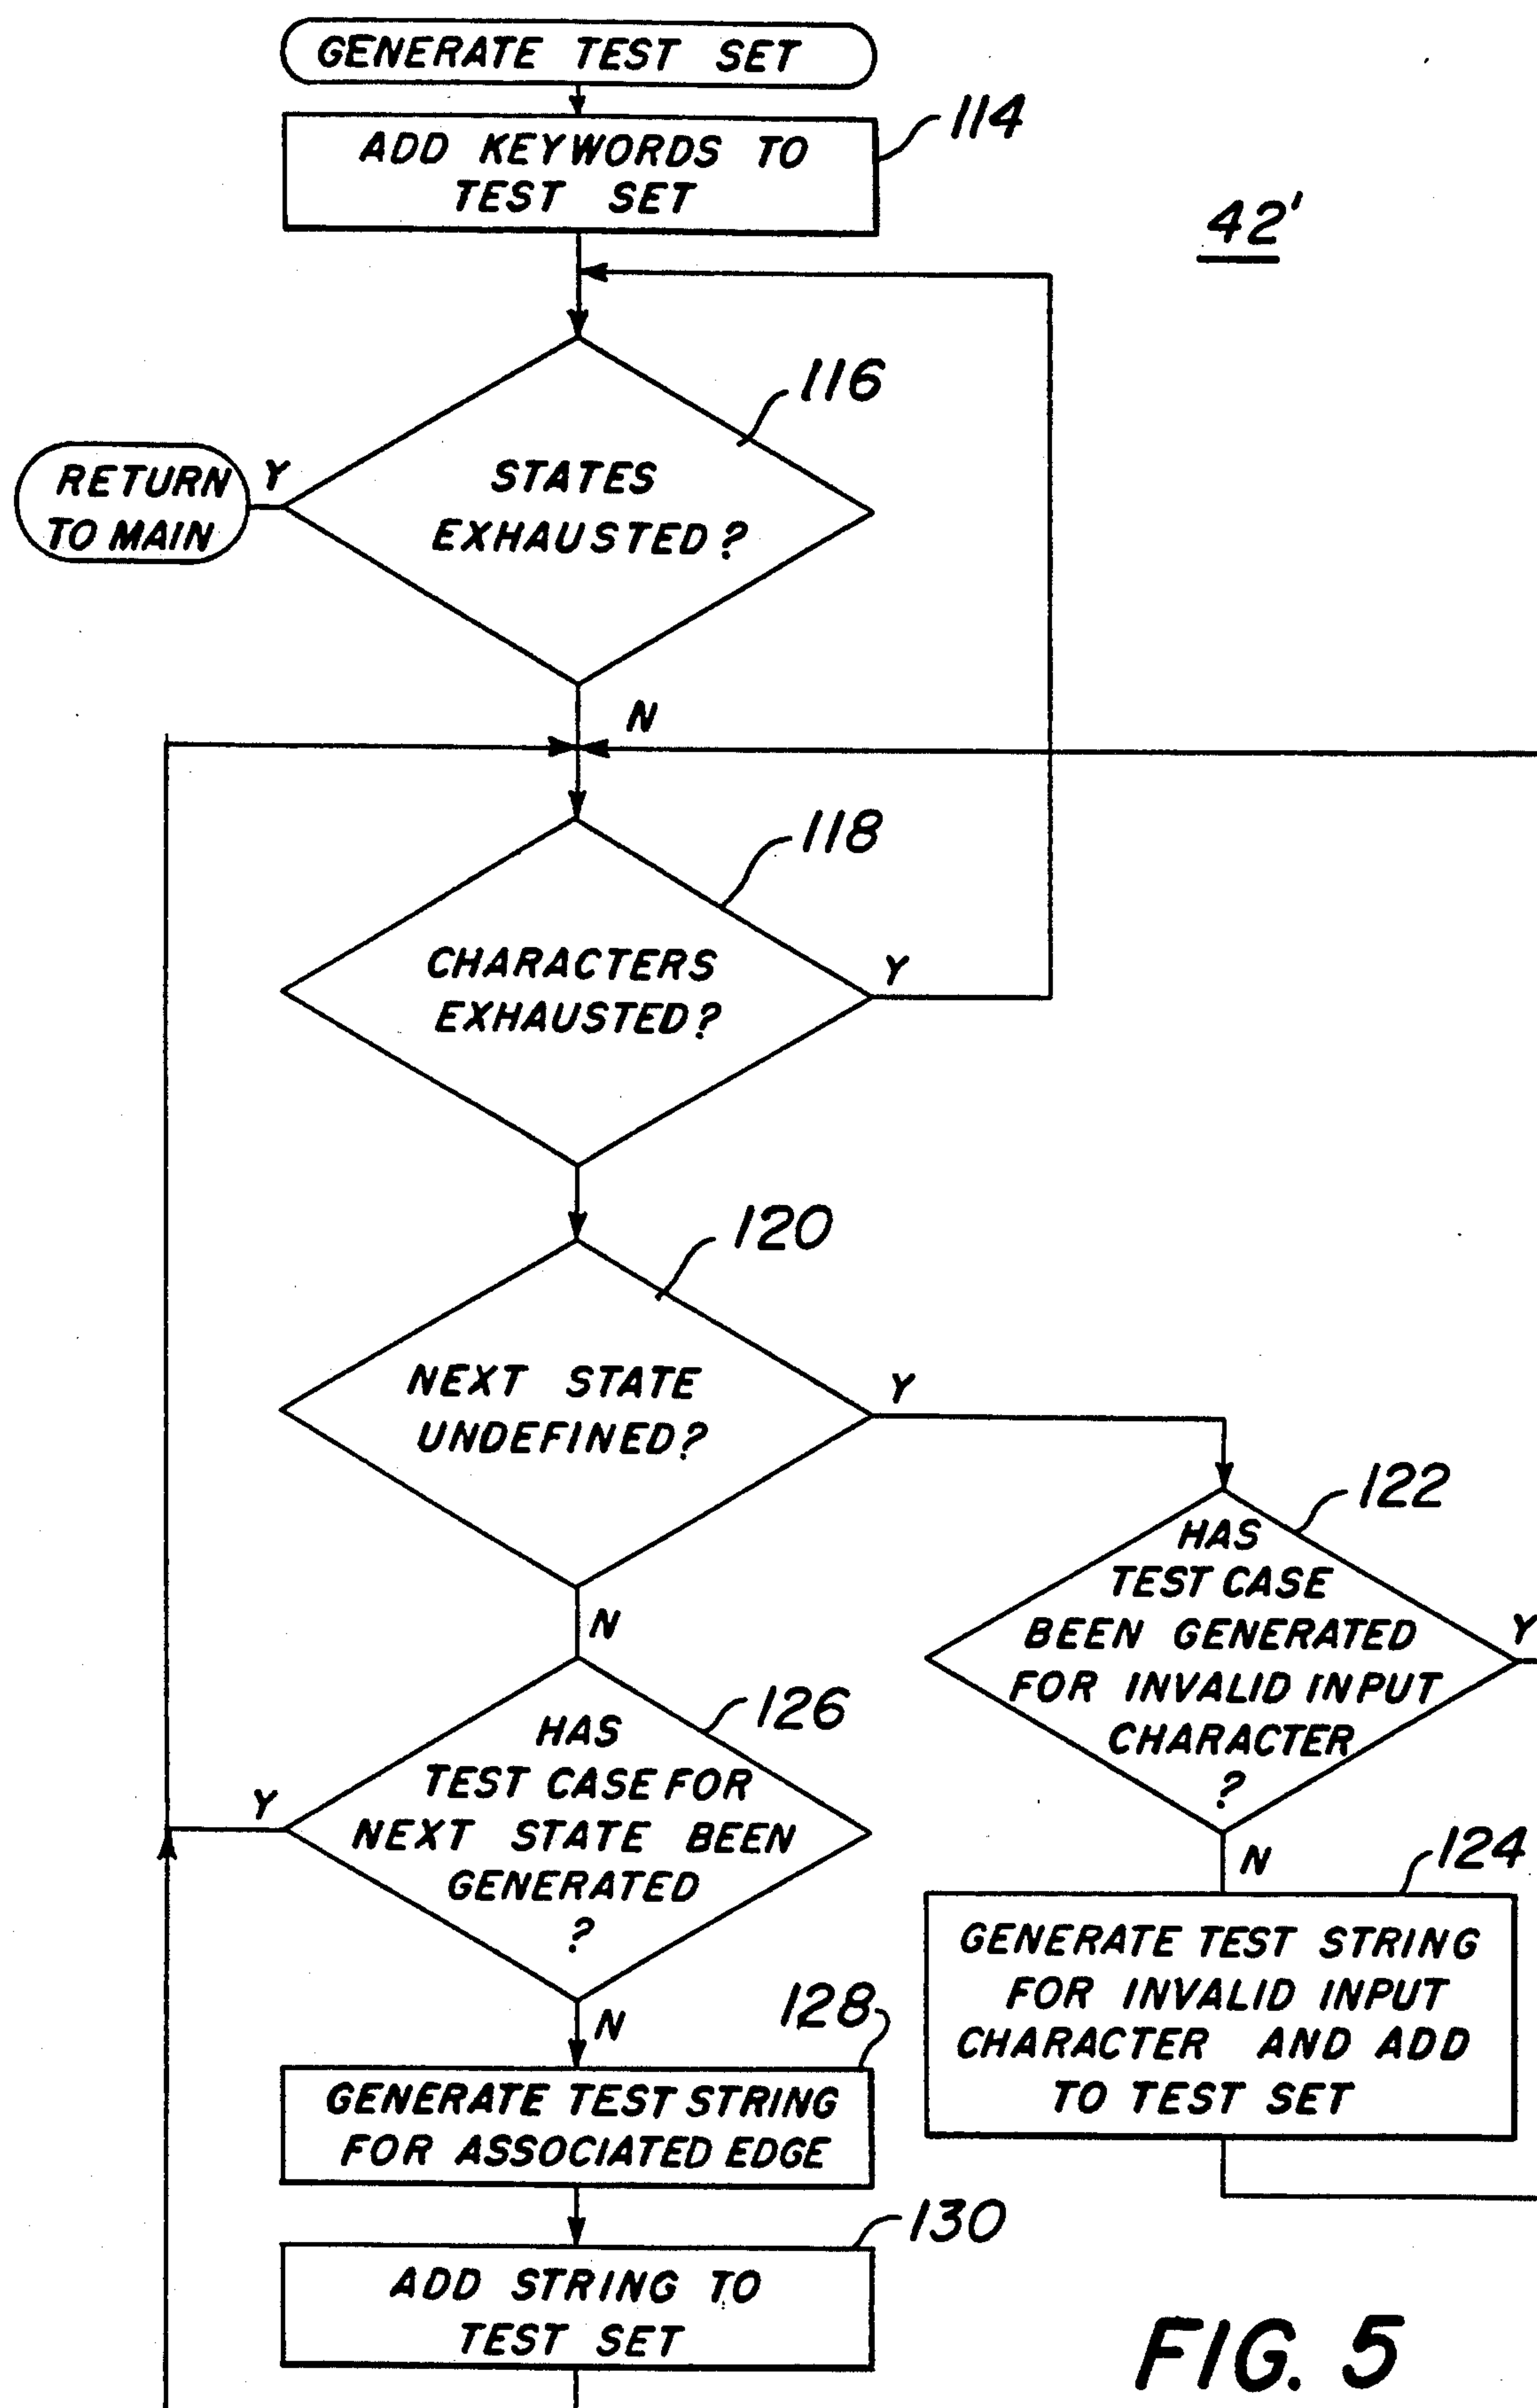 GENERATE TEST SET
114
ADD KEYWORDS TO
TEST SET
42'
116
STATES
EXHAUSTED?
Y
RETURN
TO MAIN
N
118
CHARACTERS
EXHAUSTED?
Y
120
NEXT STATE
UNDEFINED?
Y
122
HAS
TEST CASE
BEEN GENERATED
FOR INVALID INPUT
CHARACTER
?
Y
N
N
126
HAS
TEST CASE FOR
NEXT STATE BEEN
GENERATED
?
Y
N
124
GENERATE TEST STRING
FOR INVALID INPUT
CHARACTER AND ADD
TO TEST SET
128
GENERATE TEST STRING
FOR ASSOCIATED EDGE
130
ADD STRING TO
TEST SET
FIG. 5